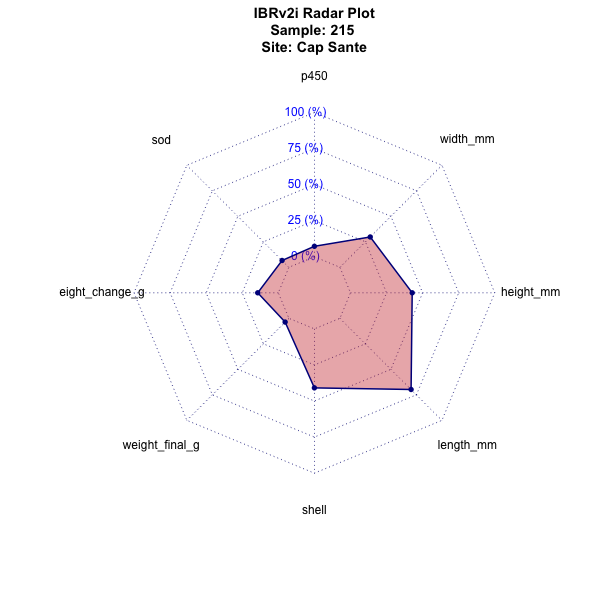 IBRv2i Radar Plot
Sample: 215
Site: Cap Sante
p450
100 (%)
sod
width_mm
75 (%)
50 (%)
25 (%)
0 (%)
eight_change_g
height_mm
weight_final_g
length_mm
shell